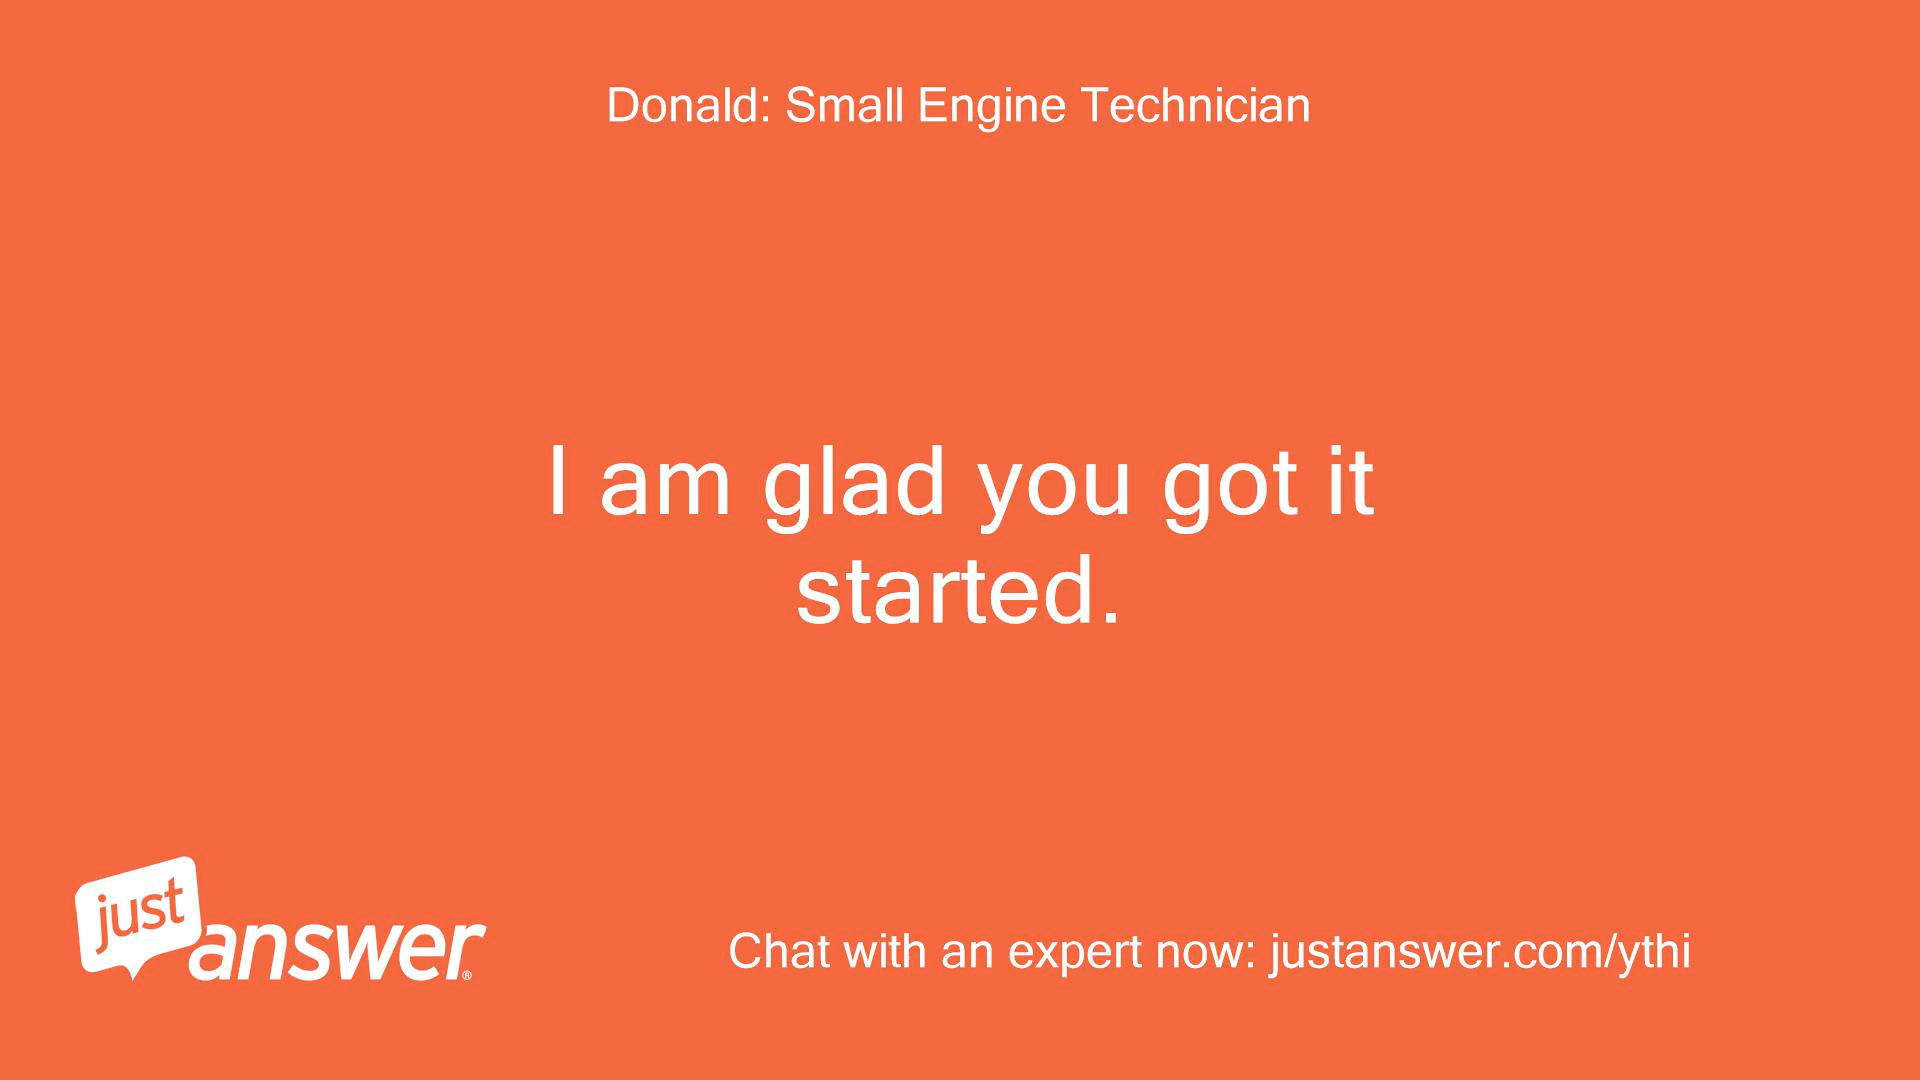 Donald: Small Engine Technician
I am glad you got it
started.
just
answer®
Chat with an expert now: justanswer.com/ythi